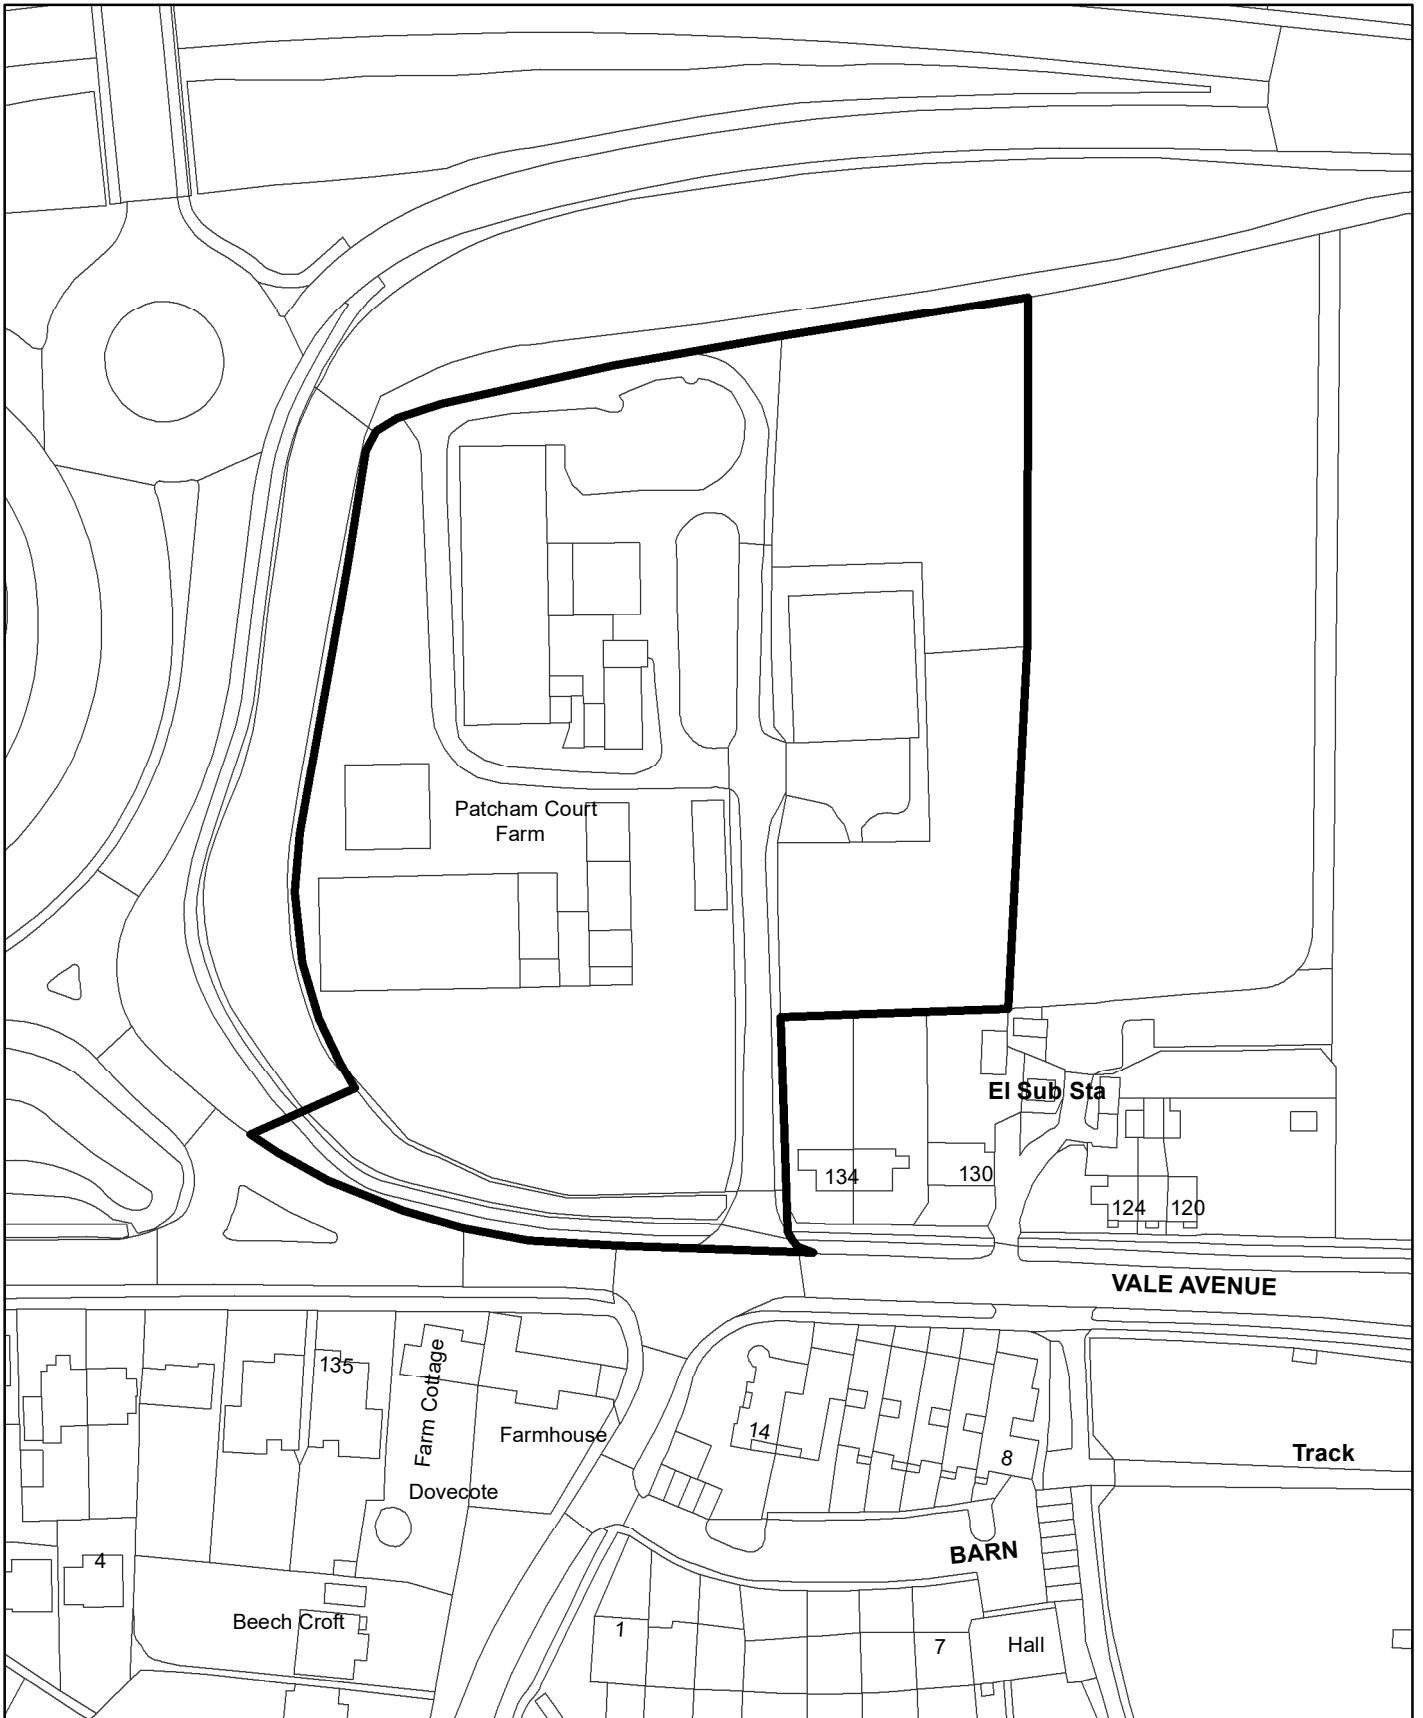 Patcham Court
Farm
El Sub Sta
134
130
124
120
VALE AVENUE
135
Farm Cottage
Farmhouse
14
8
Track
Dovecote
BARN
4
Beech Croft
1
7
Hall